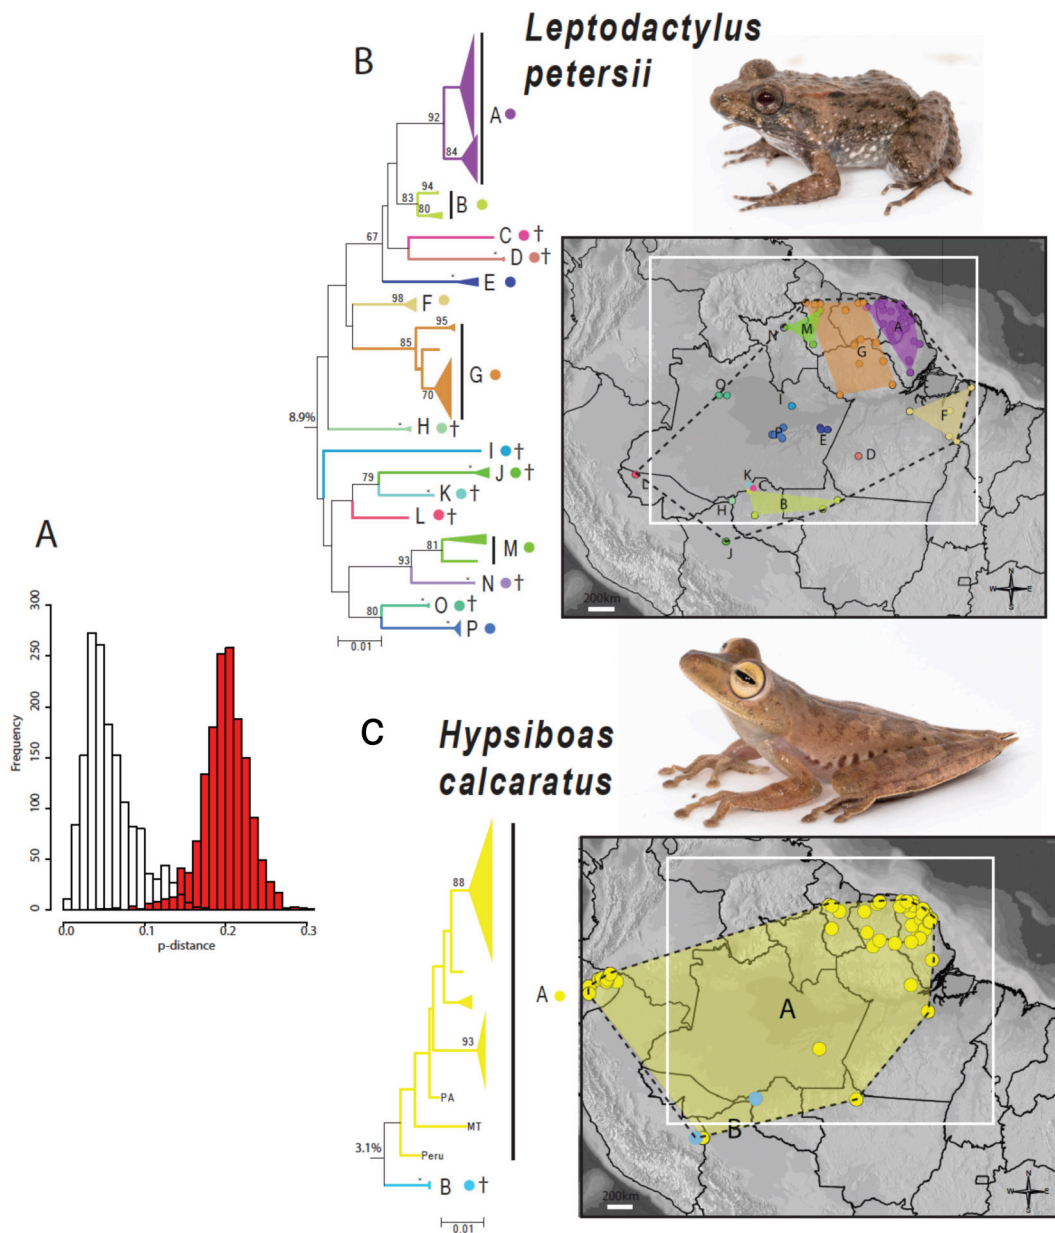 Leptodactylus
petersii
B
92
A
84
94
83
80
B
C †
D †
67
E
98
F
95
85
G
70
8.9%
H †
I †
79
J †
K †
L †
81
M
93
N †
O †
80
P
0.01
N
M
G
A
O
I
P
E
F
D
K
C
L
H
B
J
200km
N
W E
S
A
300
250
200
150
100
50
0
Frequency
0.0 0.1 0.2 0.3
p-distance
C
Hypsiboas
calcaratus
88
A
93
PA
MT
3.1%
Peru
B †
0.01
A
B
200km
N
W E
S